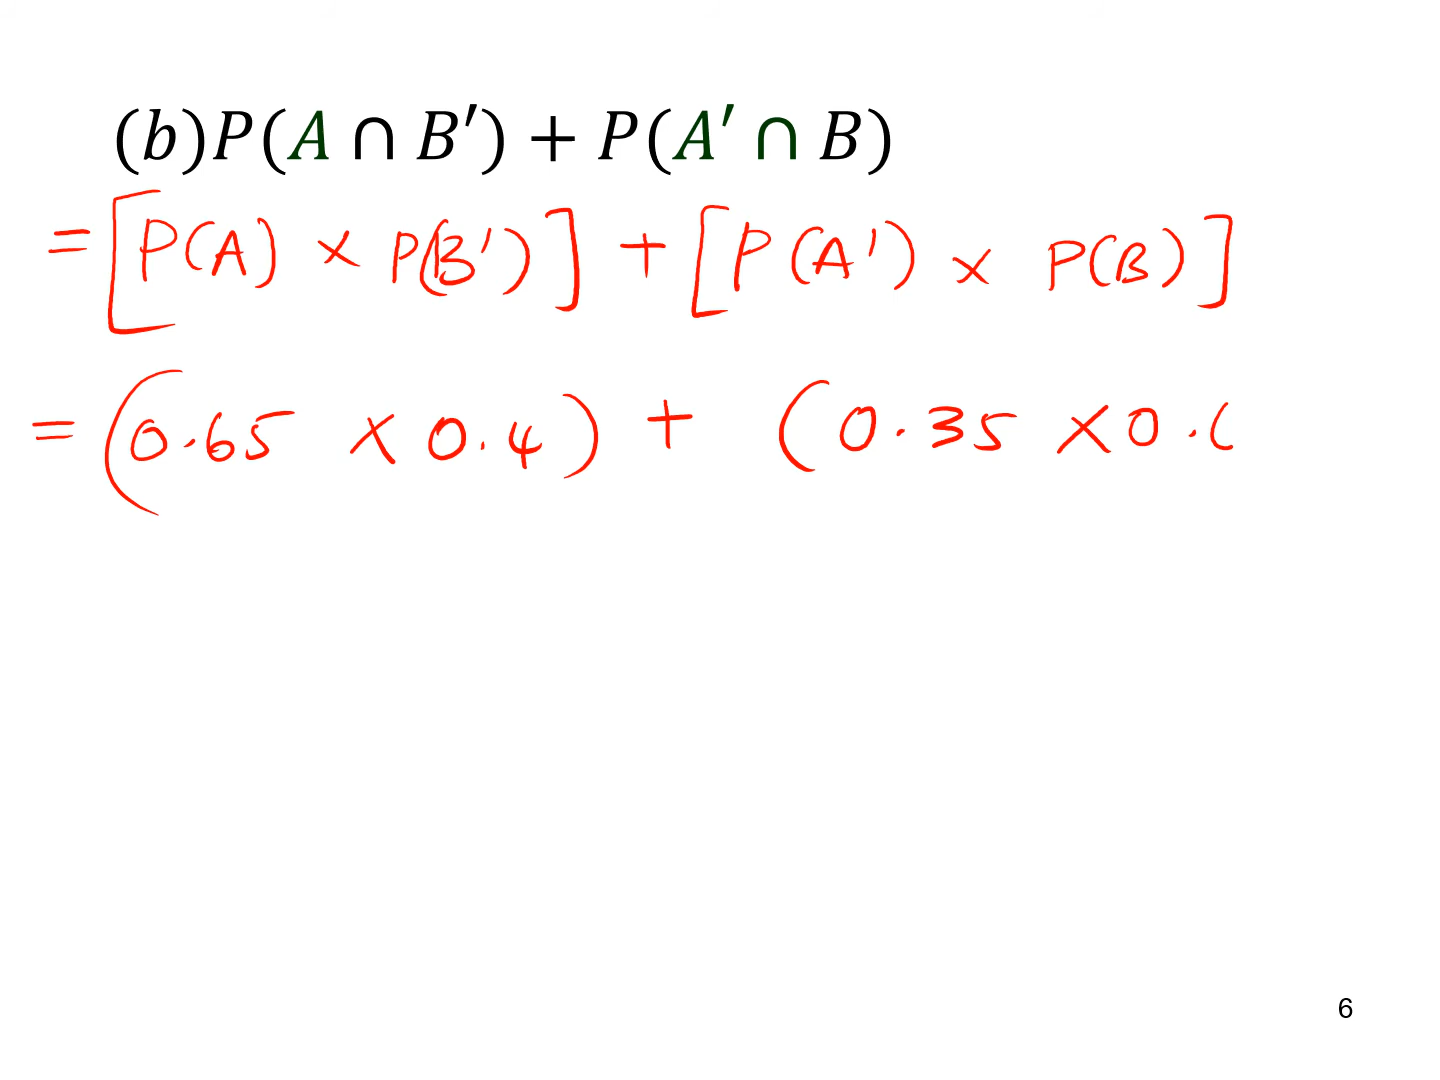 (b)P(A ∩ B′) + P(A′ ∩ B)
= [P(A) × P(B')] + [P(A') × P(B)]
= (0.65 × 0.4) + (0.35 × 0.
6